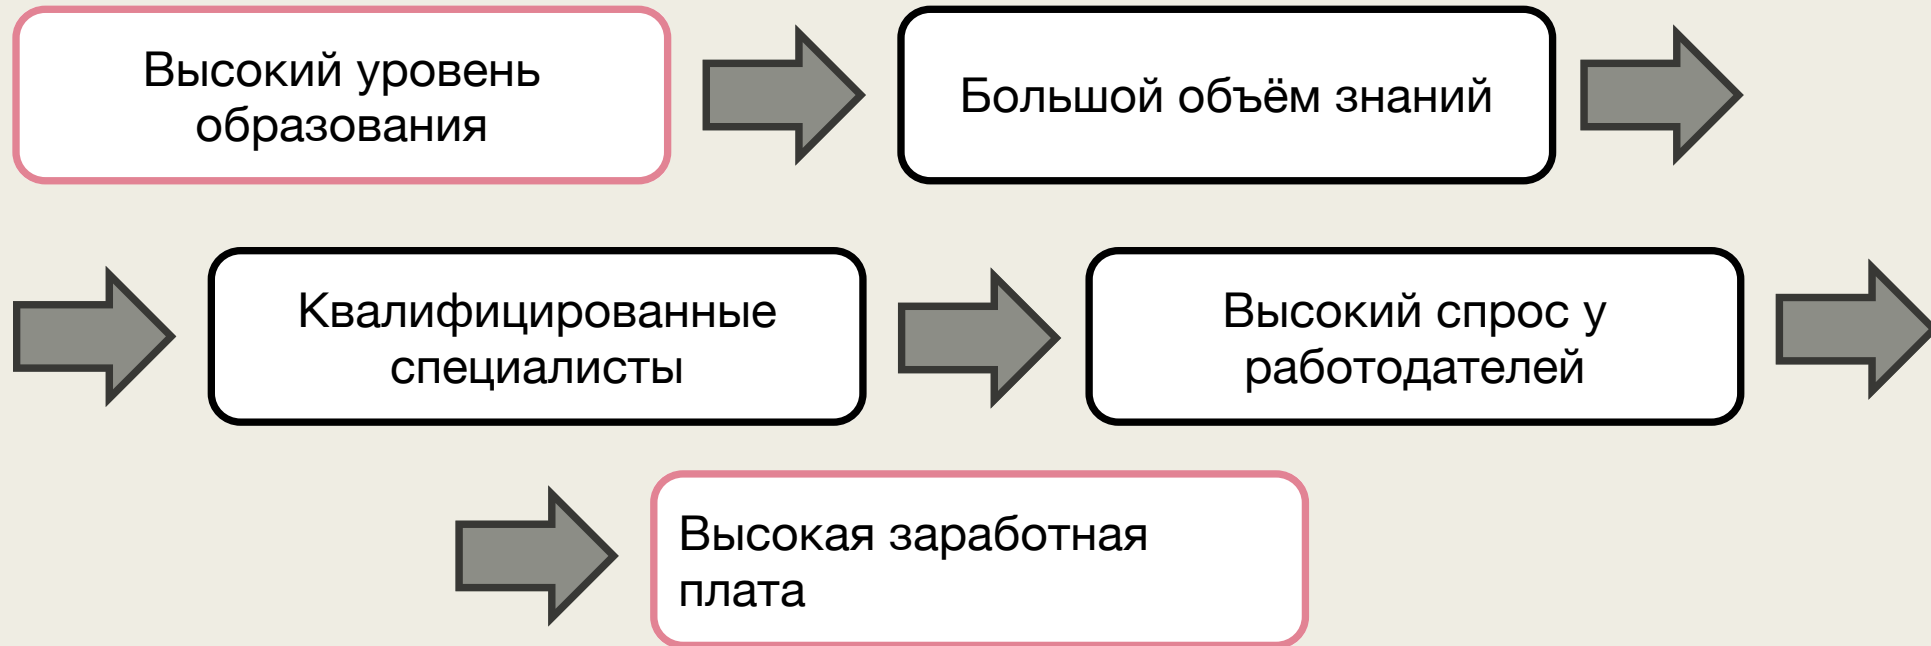 Высокий уровень
образования
Большой объём знаний
Квалифицированные
специалисты
Высокий спрос у
работодателей
Высокая заработная
плата